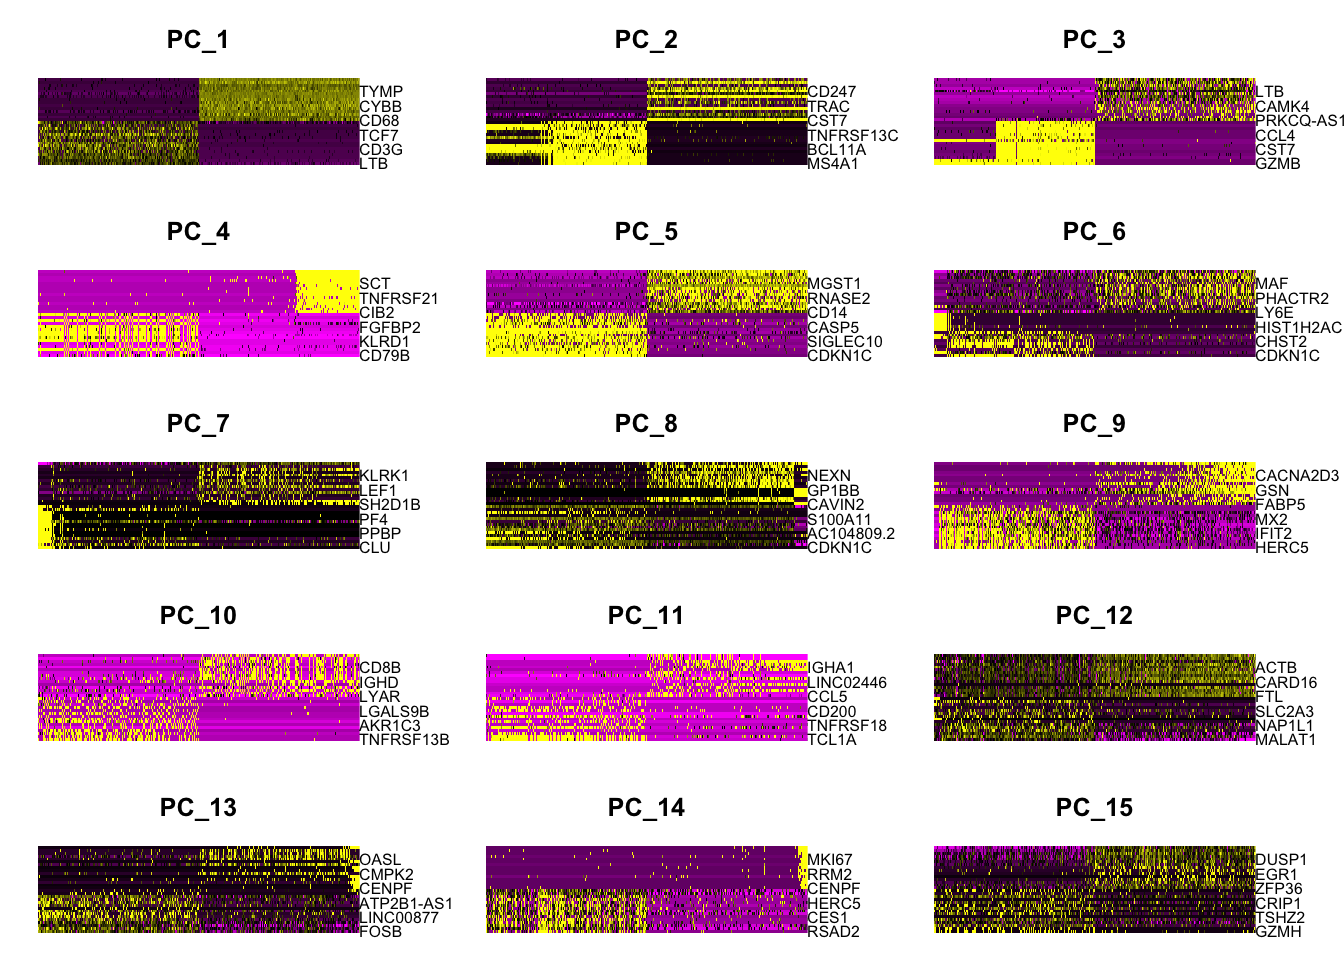 PC_1
TYMP
CYBB
CD68
TCF7
CD3G
LTB
PC_2
CD247
TRAC
CST7
TNFRSF13C
BCL11A
MS4A1
PC_3
LTB
CAMK4
PRKCQ-AS1
CCL4
CST7
GZMB
PC_4
SCT
TNFRSF21
CIB2
FGFBP2
KLRD1
CD79B
PC_5
MGST1
RNASE2
CD14
CASP5
SIGLEC10
CDKN1C
PC_6
MAF
PHACTR2
LY6E
HIST1H2AC
CHST2
CDKN1C
PC_7
KLRK1
LEF1
SH2D1B
PF4
PPBP
CLU
PC_8
NEXN
GP1BB
CAVIN2
S100A11
AC104809.2
CDKN1C
PC_9
CACNA2D3
GSN
FABP5
MX2
IFIT2
HERC5
PC_10
CD8B
IGHD
LYAR
LGALS9B
AKR1C3
TNFRSF13B
PC_11
IGHA1
LINC02446
CCL5
CD200
TNFRSF18
TCL1A
PC_12
ACTB
CARD16
FTL
SLC2A3
NAP1L1
MALAT1
PC_13
OASL
CMPK2
CENPF
ATP2B1-AS1
LINC00877
FOSB
PC_14
MKI67
RRM2
CENPF
HERC5
CES1
RSAD2
PC_15
DUSP1
EGR1
ZFP36
CRIP1
TSHZ2
GZMH